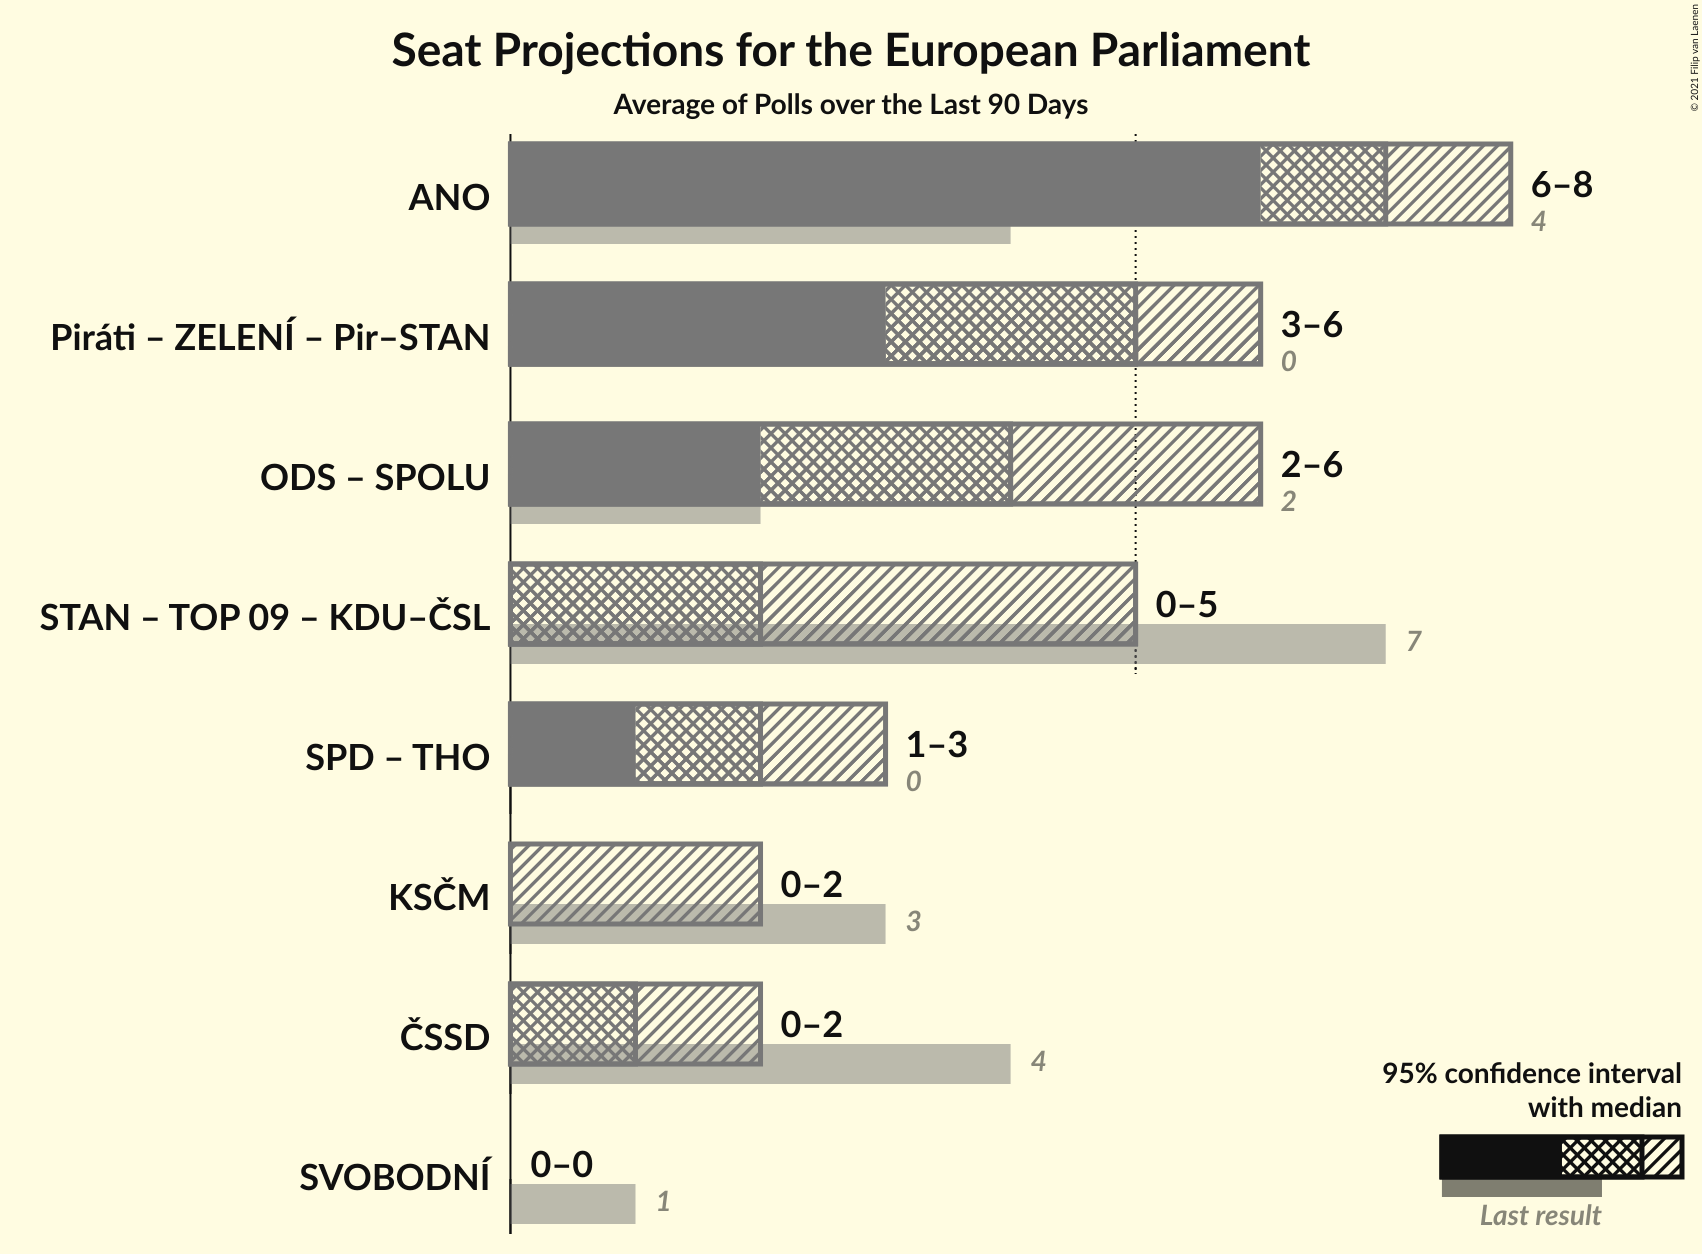 Seat Projections for the European Parliament
Average of Polls over the Last 90 Days
© 2021 Filip van Laenen
ANO
6–8
4
Piráti – ZELENÍ – Pir–STAN
3–6
0
ODS – SPOLU
2–6
2
STAN – TOP 09 – KDU–ČSL
0–5
7
SPD – THO
1–3
0
KSČM
0–2
3
ČSSD
0–2
4
SVOBODNÍ
0–0
1
95% confidence interval
with median
Last result